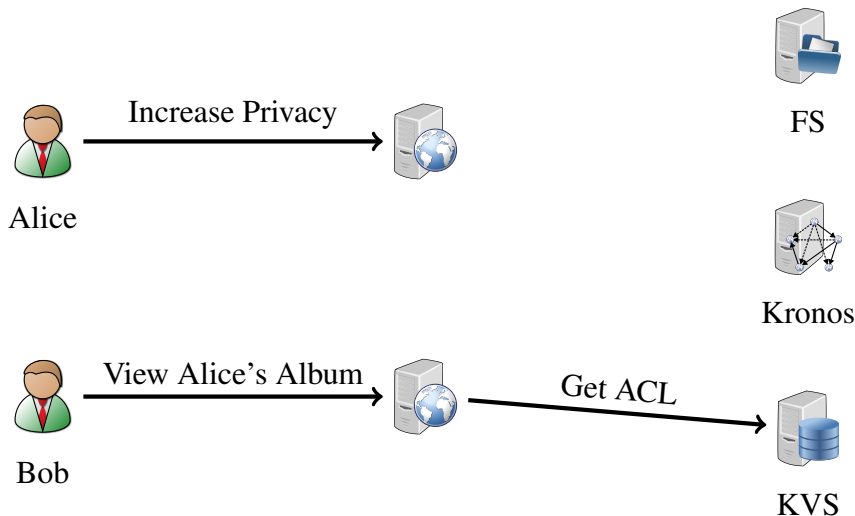 Increase Privacy
FS
Alice
Kronos
View Alice's Album
Get ACL
Bob
KVS